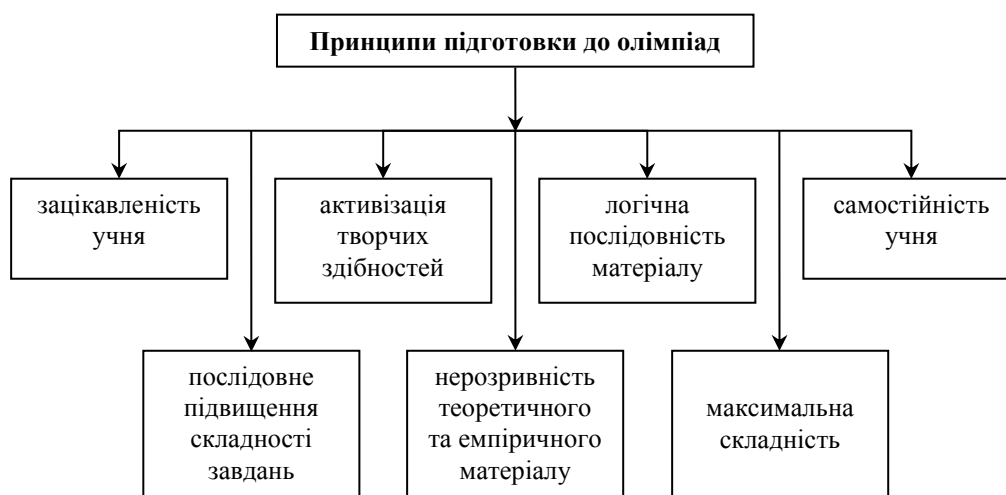 Принципи підготовки до олімпіад
зацікавленість
учня
активізація
творчих
здібностей
логічна
послідовність
матеріалу
самостійність
учня
послідовне
підвищення
складності
завдань
нерозривність
теоретичного
та емпіричного
матеріалу
максимальна
складність